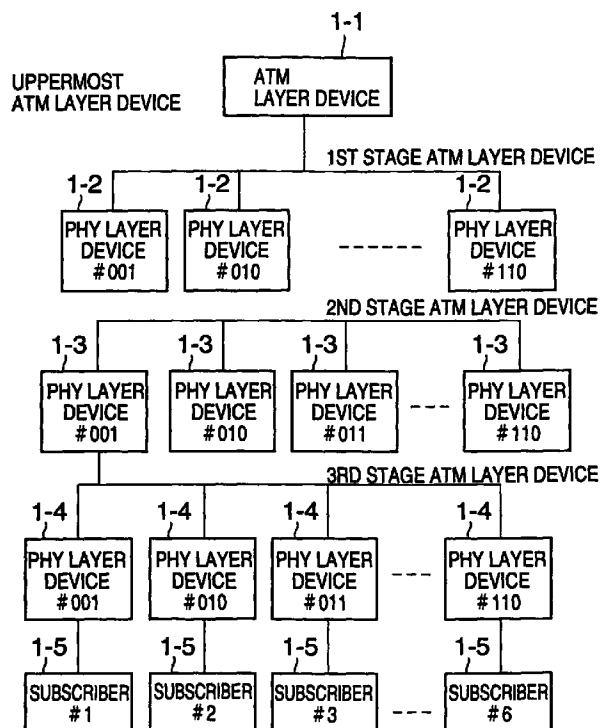 1-1
UPPERMOST
ATM LAYER DEVICE
ATM
LAYER DEVICE
1ST STAGE ATM LAYER DEVICE
1-2 1-2 1-2
PHY LAYER DEVICE #001
PHY LAYER DEVICE #010
PHY LAYER DEVICE #110
2ND STAGE ATM LAYER DEVICE
1-3 1-3 1-3 1-3
PHY LAYER DEVICE #001
PHY LAYER DEVICE #010
PHY LAYER DEVICE #011
PHY LAYER DEVICE #110
3RD STAGE ATM LAYER DEVICE
1-4 1-4 1-4 1-4
PHY LAYER DEVICE #001
PHY LAYER DEVICE #010
PHY LAYER DEVICE #011
PHY LAYER DEVICE #110
1-5 1-5 1-5 1-5
SUBSCRIBER #1
SUBSCRIBER #2
SUBSCRIBER #3
SUBSCRIBER #6